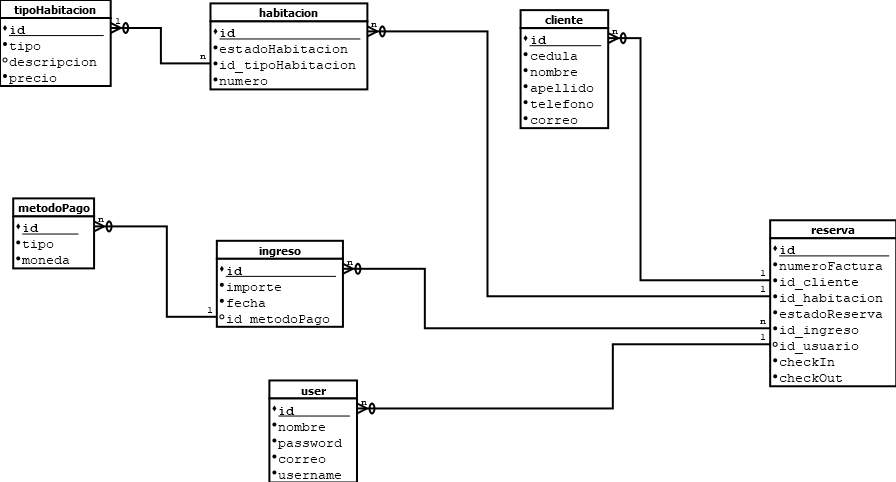 tipoHabitacion
id
tipo
descripcion
precio
1
n
habitacion
id
estadoHabitacion
id_tipoHabitacion
numero
n
cliente
id
cedula
nombre
apellido
telefono
correo
n
metodoPago
id
tipo
moneda
n
1
ingreso
id
importe
fecha
id_metodoPago
n
user
id
nombre
password
correo
username
n
1
1
n
1
reserva
id
numeroFactura
id_cliente
id_habitacion
estadoReserva
id_ingreso
id_usuario
checkIn
checkOut